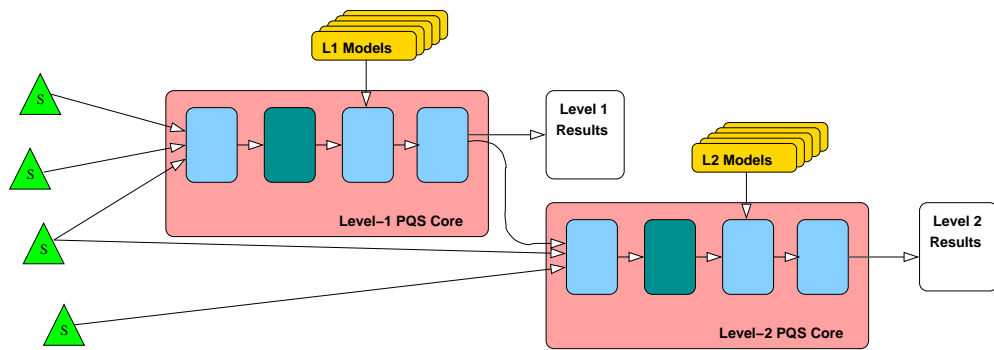 L1 Models
S
Level 1
Results
S
L2 Models
Level−1 PQS Core
S
Level 2
Results
S
Level−2 PQS Core